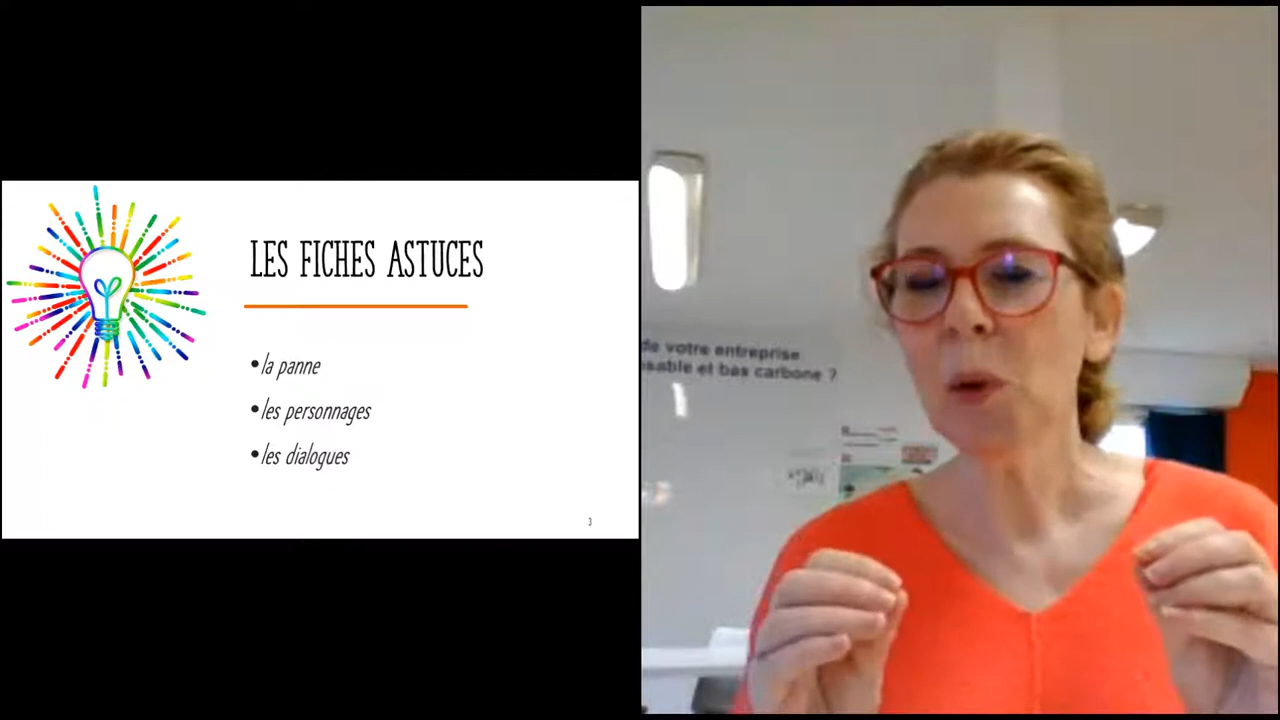 LES FICHES ASTUCES
•la panne
•les personnages
•les dialogues
3
de votre entreprise
sable et bas carbone ?